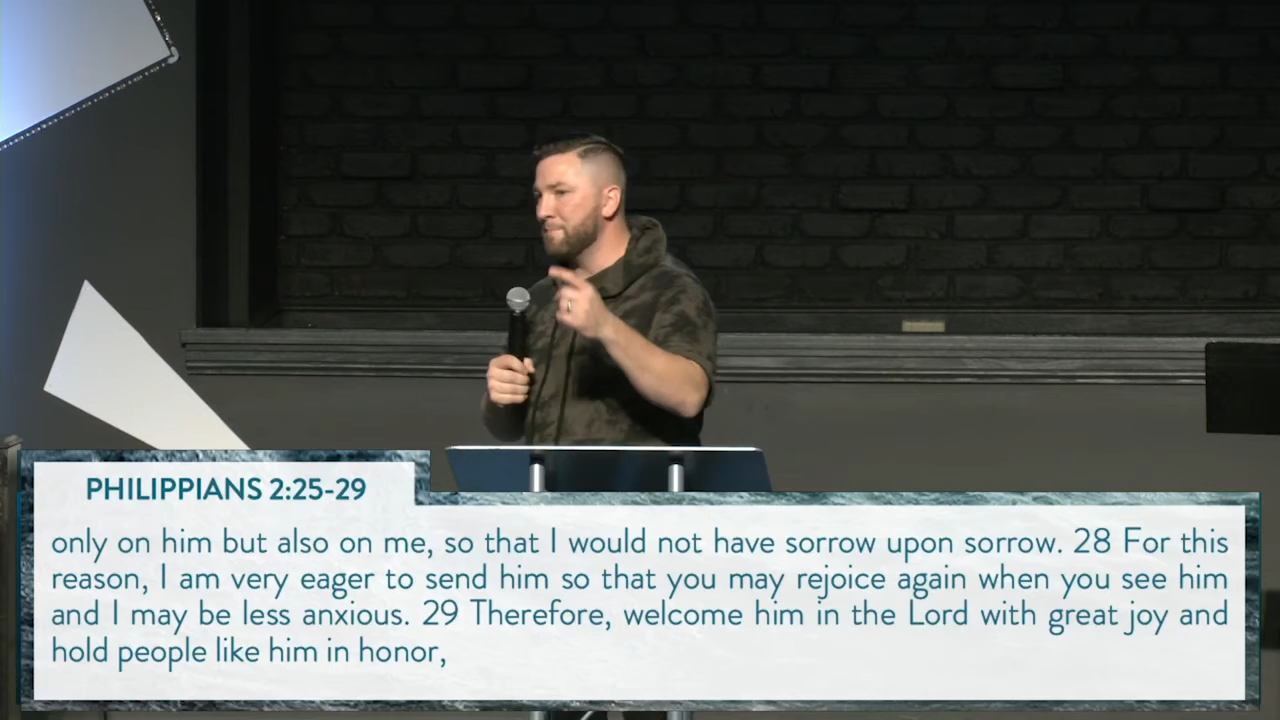 PHILIPPIANS 2:25-29
only on him but also on me, so that I would not have sorrow upon sorrow. 28 For this
reason, I am very eager to send him so that you may rejoice again when you see him
and I may be less anxious. 29 Therefore, welcome him in the Lord with great joy and
hold people like him in honor,